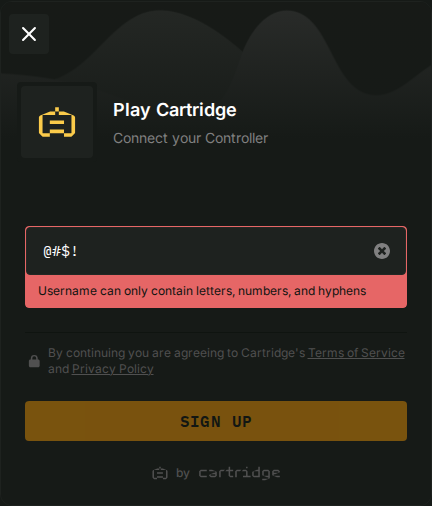 Play Cartridge
Connect your Controller
@#$!
Username can only contain letters, numbers, and hyphens
By continuing you are agreeing to Cartridge's Terms of Service
and Privacy Policy
SIGN UP
by cartridge